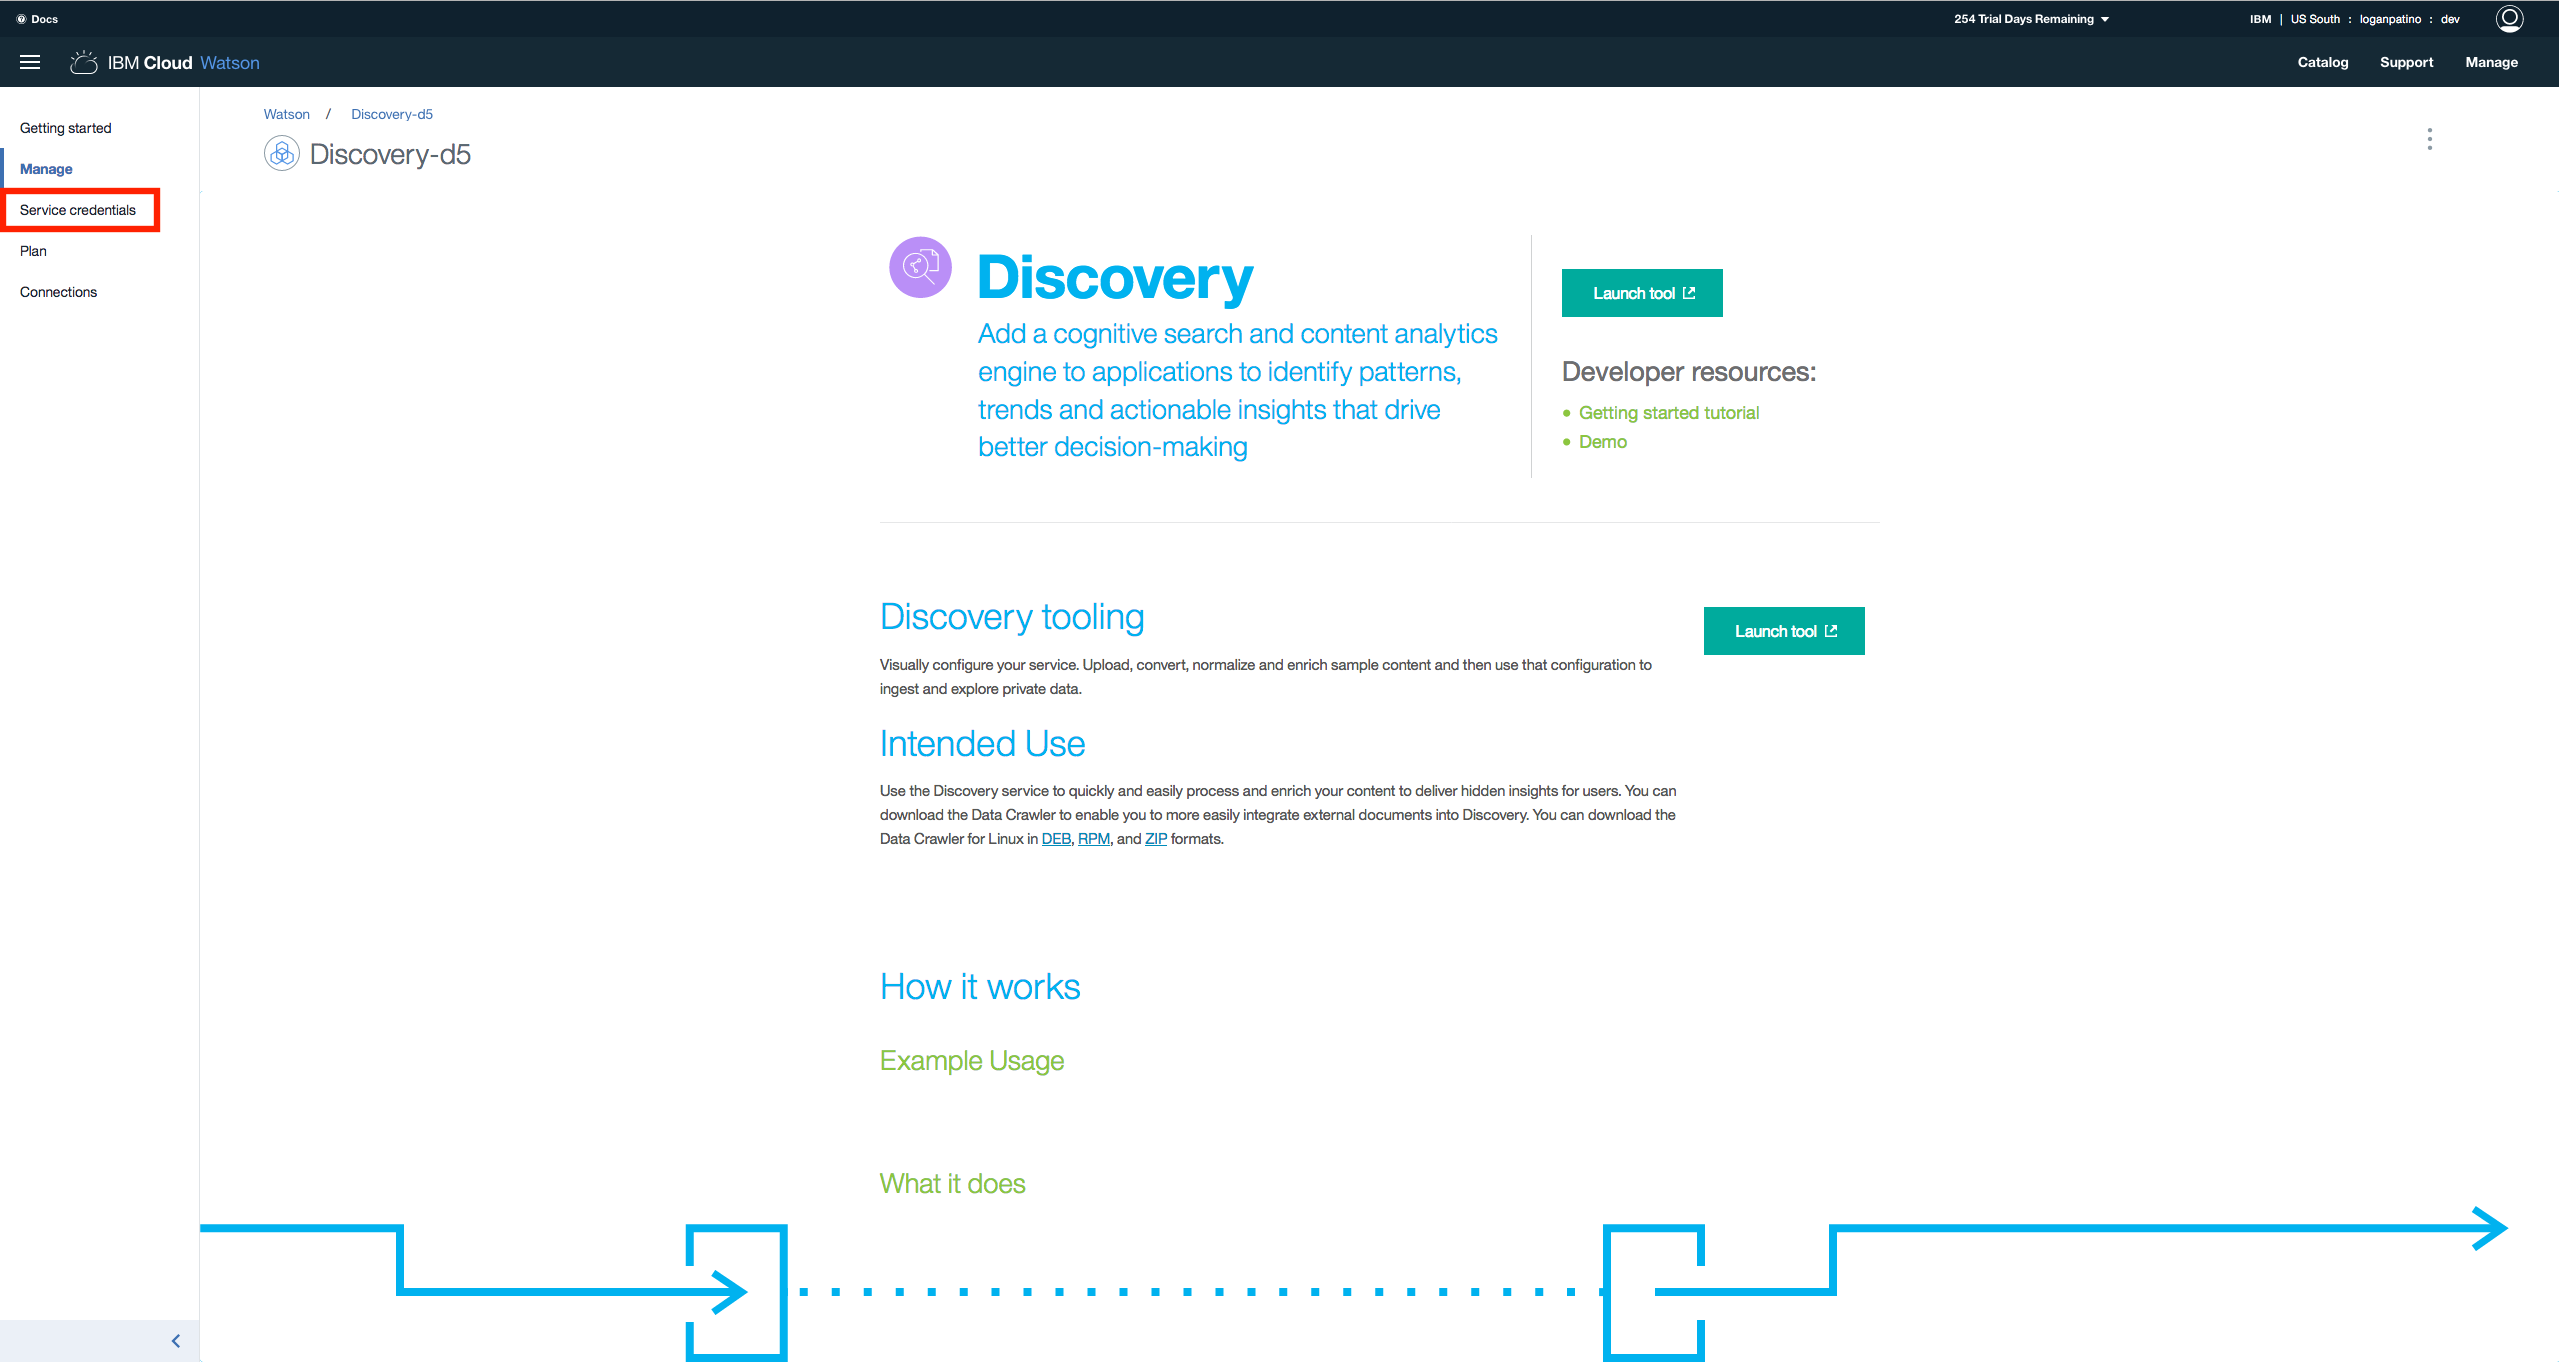 Docs
254 Trial Days Remaining
IBM | US South : loganpatino : dev
IBM Cloud Watson
Catalog Support Manage
Getting started
Manage
Service credentials
Plan
Connections
Watson / Discovery-d5
Discovery-d5
Discovery
Add a cognitive search and content analytics
engine to applications to identify patterns,
trends and actionable insights that drive
better decision-making
Launch tool
Developer resources:
Getting started tutorial
Demo
Discovery tooling
Launch tool
Visually configure your service. Upload, convert, normalize and enrich sample content and then use that configuration to
ingest and explore private data.
Intended Use
Use the Discovery service to quickly and easily process and enrich your content to deliver hidden insights for users. You can
download the Data Crawler to enable you to more easily integrate external documents into Discovery. You can download the
Data Crawler for Linux in DEB, RPM, and ZIP formats.
How it works
Example Usage
What it does